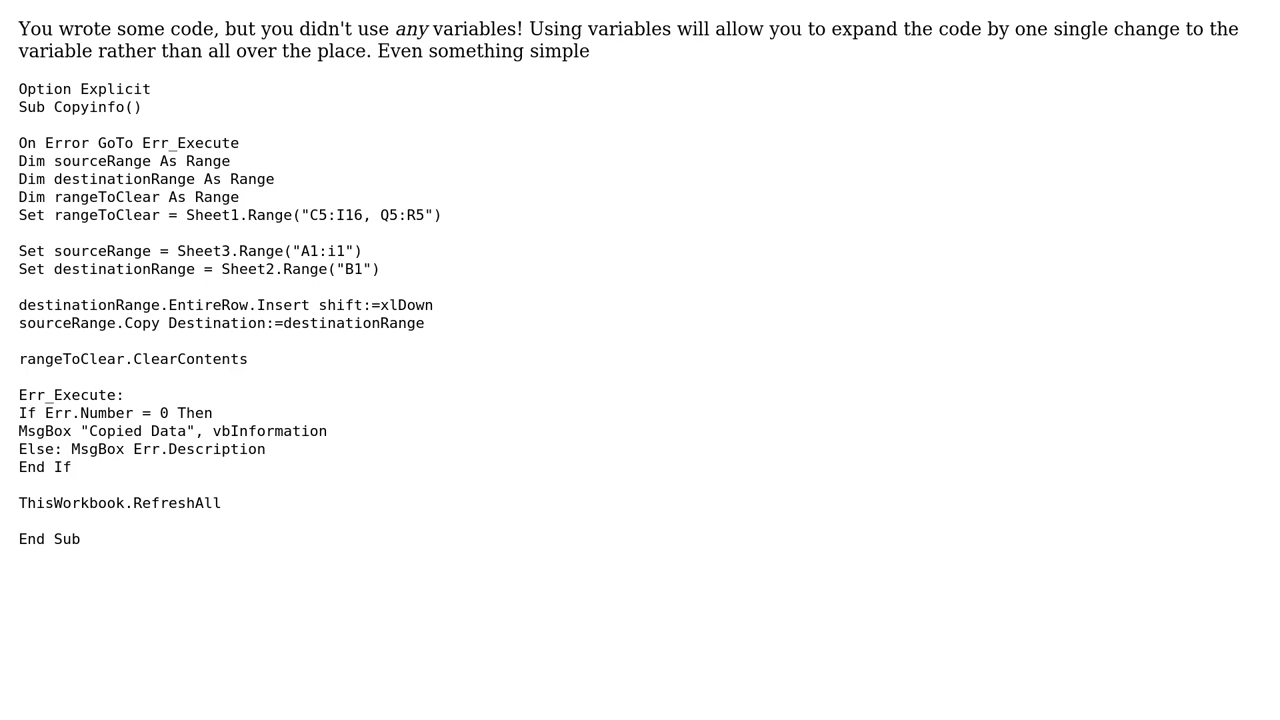 You wrote some code, but you didn't use any variables! Using variables will allow you to expand the code by one single change to the
variable rather than all over the place. Even something simple
Option Explicit
Sub Copyinfo()
On Error GoTo Err_Execute
Dim sourceRange As Range
Dim destinationRange As Range
Dim rangeToClear As Range
Set rangeToClear = Sheet1.Range("C5:I16, Q5:R5")
Set sourceRange = Sheet3.Range("A1:i1")
Set destinationRange = Sheet2.Range("B1")
destinationRange.EntireRow.Insert shift:=xlDown
sourceRange.Copy Destination:=destinationRange
rangeToClear.ClearContents
Err_Execute:
If Err.Number = 0 Then
MsgBox "Copied Data", vbInformation
Else: MsgBox Err.Description
End If
ThisWorkbook.RefreshAll
End Sub